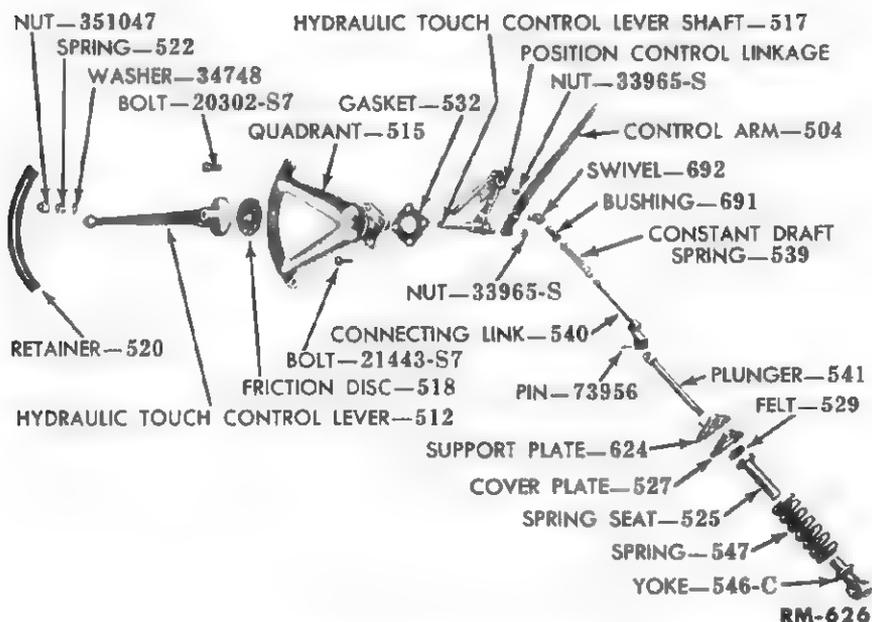 NUT—351047
HYDRAULIC TOUCH CONTROL LEVER SHAFT—517
SPRING—522
POSITION CONTROL LINKAGE
WASHER—34748
NUT—33965-S
BOLT—20302-S7
GASKET—532
QUADRANT—515
CONTROL ARM—504
SWIVEL—692
BUSHING—691
CONSTANT DRAFT
SPRING—539
NUT—33965-S
RETAINER—520
CONNECTING LINK—540
BOLT—21443-S7
FRICTION DISC—518
PIN—73956
PLUNGER—541
HYDRAULIC TOUCH CONTROL LEVER—512
FELT—529
SUPPORT PLATE—624
COVER PLATE—527
SPRING SEAT—525
SPRING—547
YOKE—546-C
RM-626